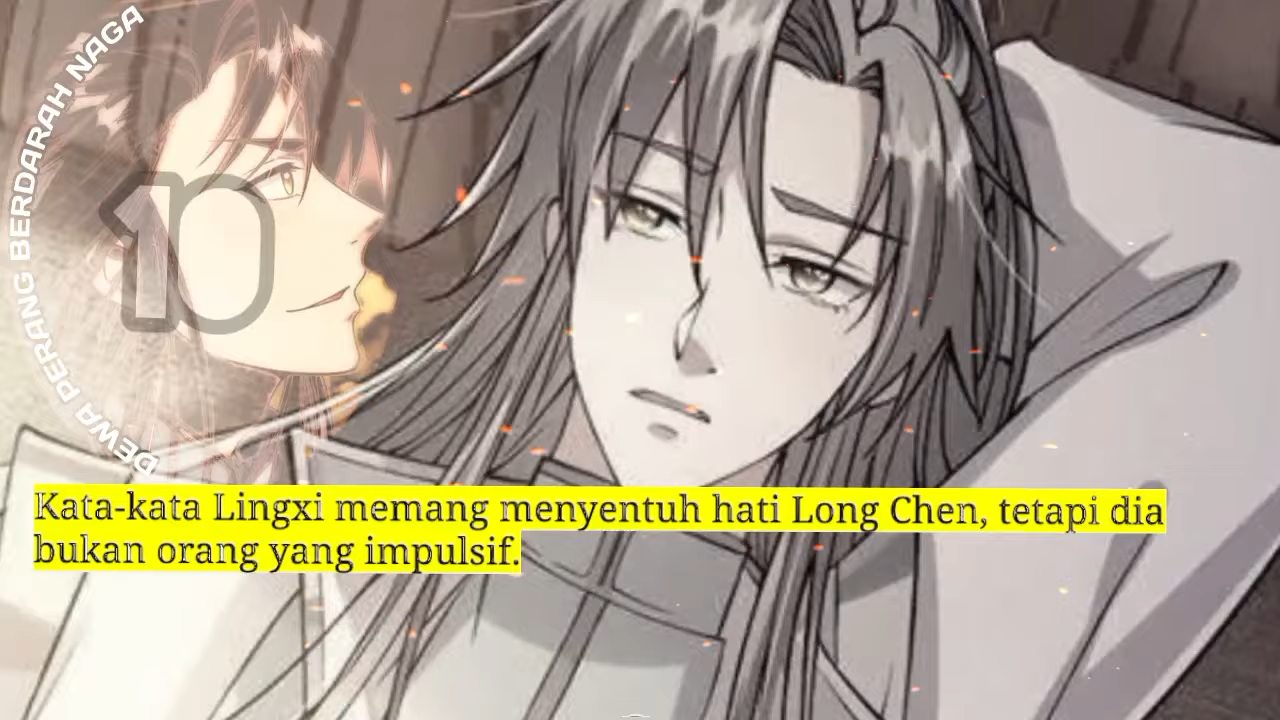 DEWA PERANG BERDARAH NAGA
10
Kata-kata Lingxi memang menyentuh hati Long Chen, tetapi dia
bukan orang yang impulsif.